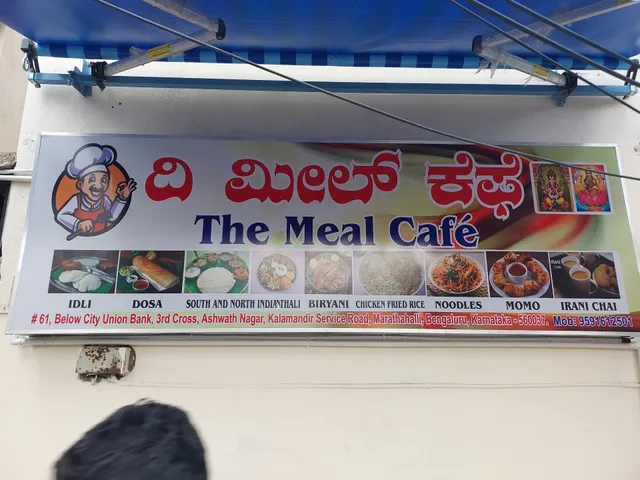 ದಿ ಮೀಲ್ ಕೆಫೆ
The Meal Café
IDLI DOSA SOUTH AND NORTH INDIANTHALI BIRYANI CHICKEN FRIED RICE NOODLES MOMO IRANI CHAI
# 61, Below City Union Bank, 3rd Cross, Ashwath Nagar, Kalamandir Service Road, Marathahalli, Bengaluru, Karnataka - 560037. Mob: 9591612501